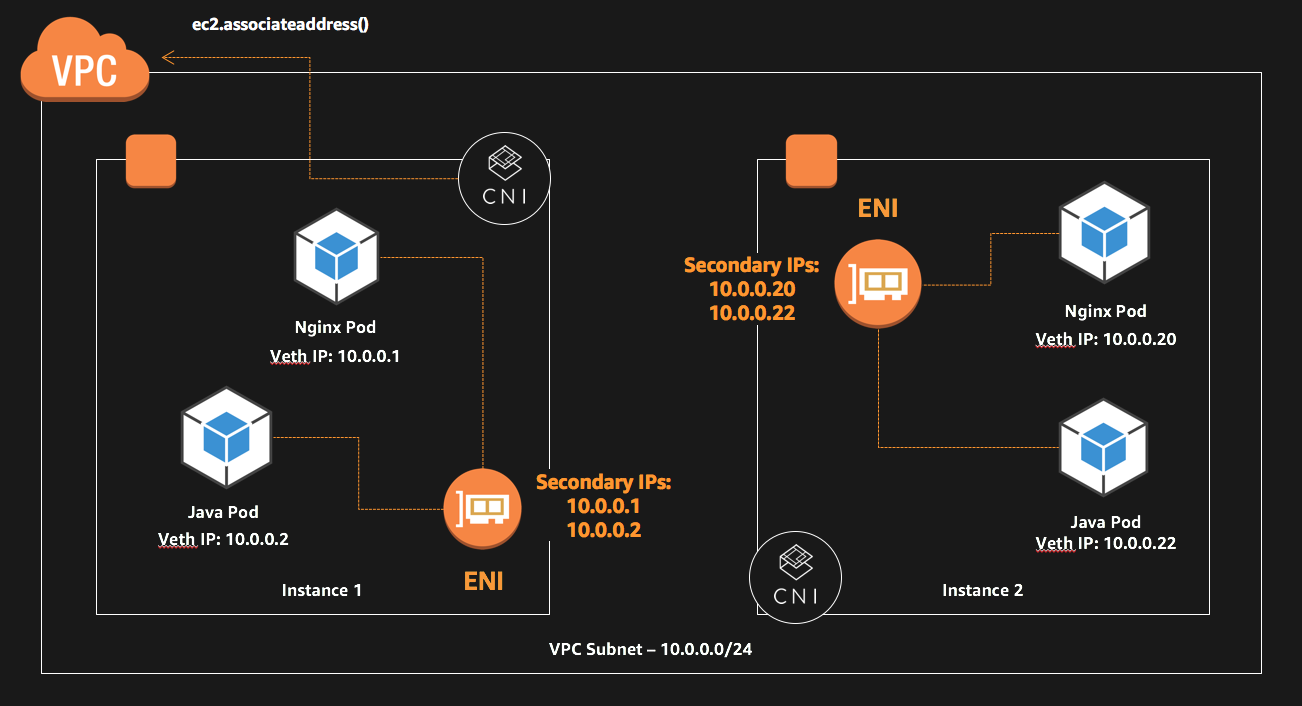 ec2.associateaddress()
VPC
CNI
Nginx Pod
Veth IP: 10.0.0.1
Java Pod
Veth IP: 10.0.0.2
Secondary IPs:
10.0.0.1
10.0.0.2
ENI
Instance 1
ENI
Secondary IPs:
10.0.0.20
10.0.0.22
Nginx Pod
Veth IP: 10.0.0.20
Java Pod
Veth IP: 10.0.0.22
CNI
Instance 2
VPC Subnet – 10.0.0.0/24